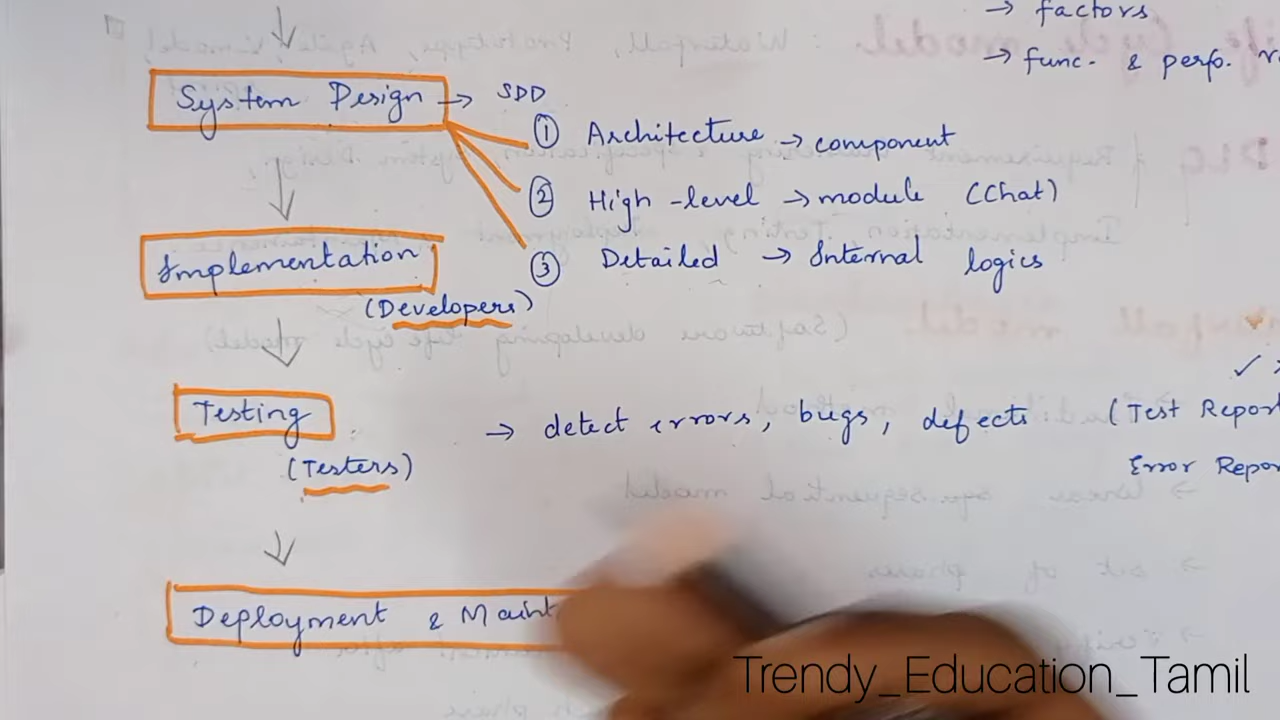 → factors
→ func. & perfo.
System Design → SDD
① Architecture → component
② High-level → module (Chat)
③ Detailed → Internal logics
Implementation
(Developers)
Testing → detect errors, bugs, defects (Test Report
(Testers) Error Repor
Deployment & Maint
Trendy_Education_Tamil